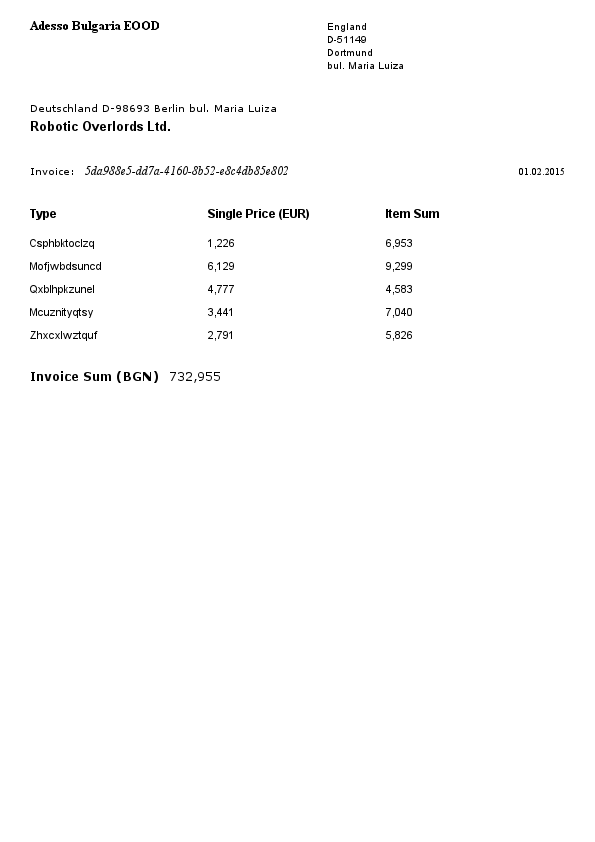 Adesso Bulgaria EOOD
England
D-51149
Dortmund
bul. Maria Luiza
Deutschland D-98693 Berlin bul. Maria Luiza
Robotic Overlords Ltd.
Invoice: 5da988e5-dd7a-4160-8b52-e8c4db85e802 01.02.2015
Type Single Price (EUR) Item Sum
Csphbktoclzq 1,226 6,953
Mofjwbdsuncd 6,129 9,299
Qxblhpkzunel 4,777 4,583
Mcuznityqtsy 3,441 7,040
Zhxcxlwztquf 2,791 5,826
Invoice Sum (BGN) 732,955